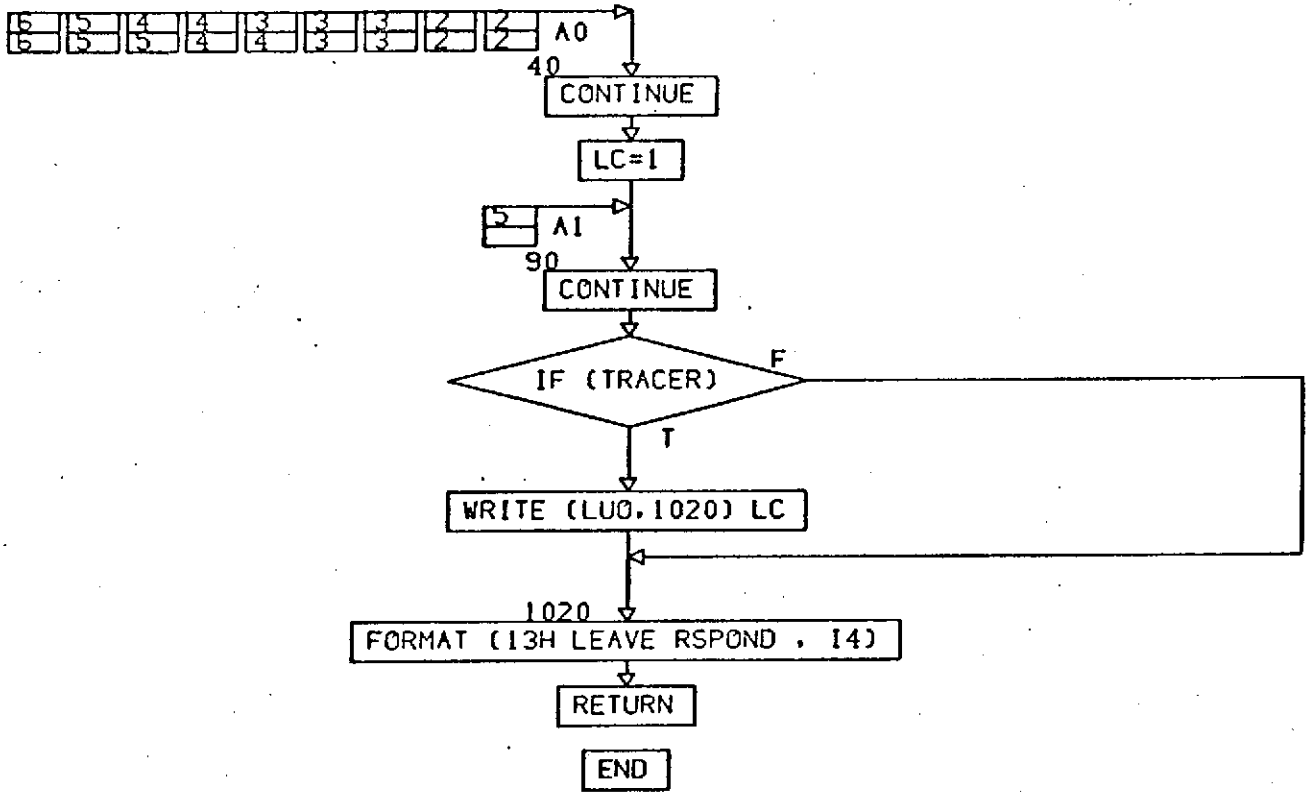 6 5 4 4 3 3 3 2 2
6 5 5 4 4 3 3 2 2 A0
40
CONTINUE
LC=1
5 A1
90
CONTINUE
IF (TRACER) F
T
WRITE (LUO,1020) LC
1020
FORMAT (13H LEAVE RSPOND , I4)
RETURN
END